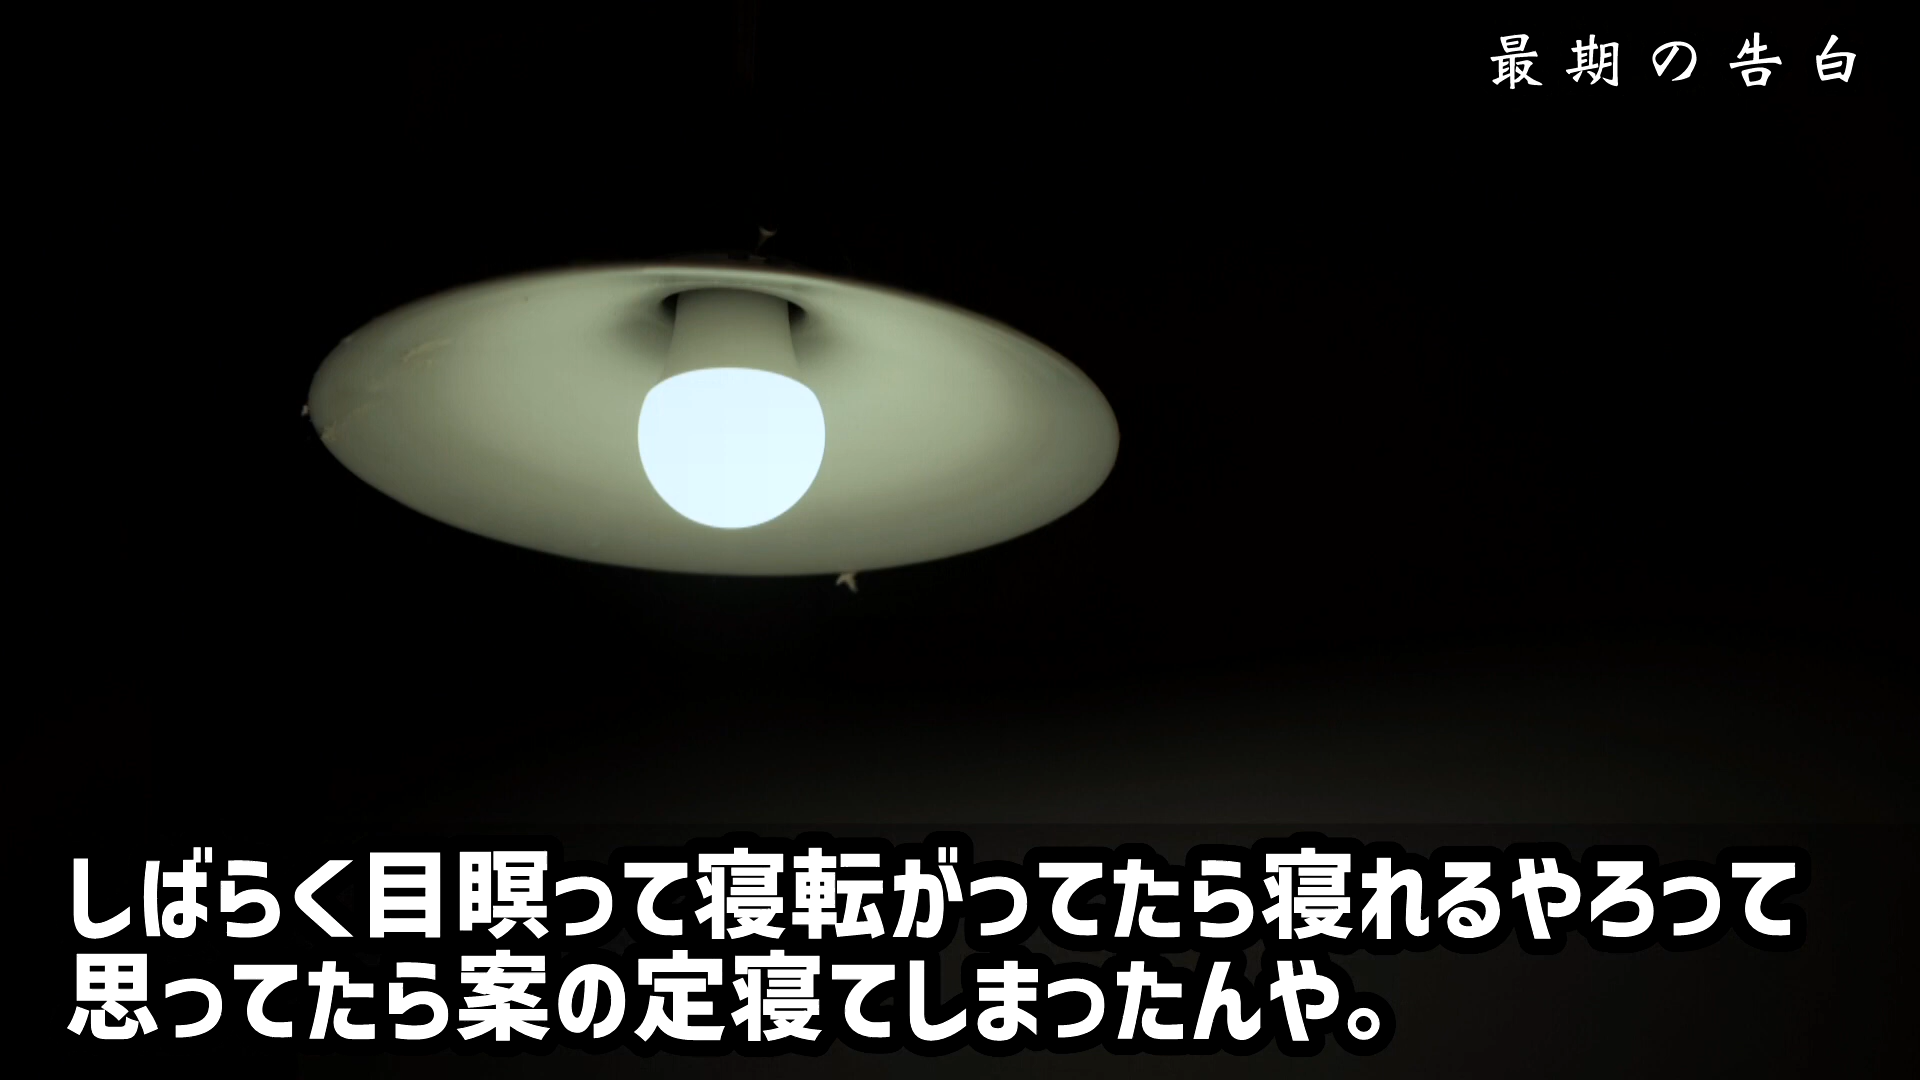 最期の告白
しばらく目瞑って寝転がってたら寝れるやろって
思ってたら案の定寝てしまったんや。